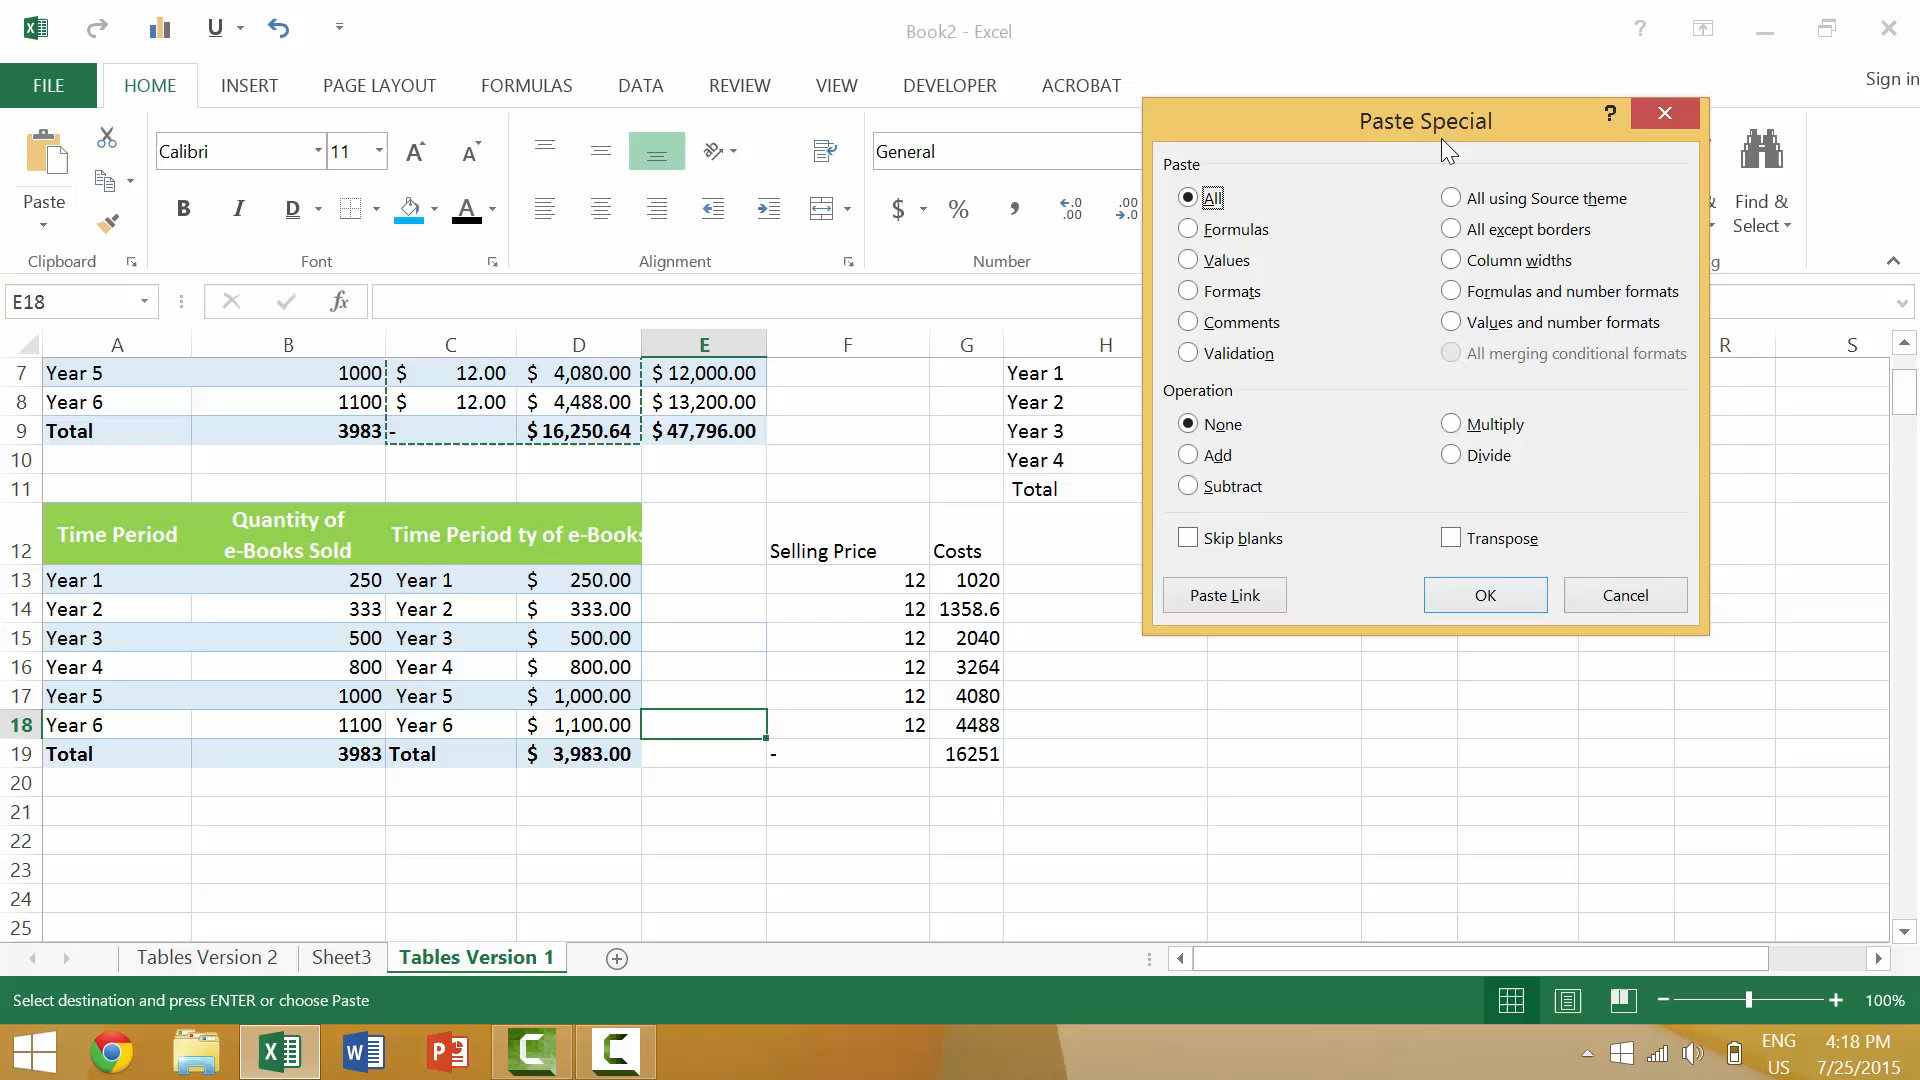 Book2 - Excel
?
FILE HOME INSERT PAGE LAYOUT FORMULAS DATA REVIEW VIEW DEVELOPER ACROBAT Sign in
Paste
Calibri 11
General
Find & Select
Clipboard Font Alignment Number
E18
A B C D E F G H R S
7 Year 5 1000 $ 12.00 $ 4,080.00 $ 12,000.00 Year 1
8 Year 6 1100 $ 12.00 $ 4,488.00 $ 13,200.00 Year 2
9 Total 3983 - $ 16,250.64 $ 47,796.00 Year 3
10 Year 4
11 Total
12 Time Period Quantity of e-Books Sold Time Period ty of e-Books Selling Price Costs
13 Year 1 250 Year 1 $ 250.00 12 1020
14 Year 2 333 Year 2 $ 333.00 12 1358.6
15 Year 3 500 Year 3 $ 500.00 12 2040
16 Year 4 800 Year 4 $ 800.00 12 3264
17 Year 5 1000 Year 5 $ 1,000.00 12 4080
18 Year 6 1100 Year 6 $ 1,100.00 12 4488
19 Total 3983 Total $ 3,983.00 - 16251
20
21
22
23
24
25
Paste Special
?
Paste
All All using Source theme
Formulas All except borders
Values Column widths
Formats Formulas and number formats
Comments Values and number formats
Validation All merging conditional formats
Operation
None Multiply
Add Divide
Subtract
Skip blanks Transpose
Paste Link OK Cancel
Tables Version 2 Sheet3 Tables Version 1
Select destination and press ENTER or choose Paste
100%
ENG 4:18 PM
US 7/25/2015